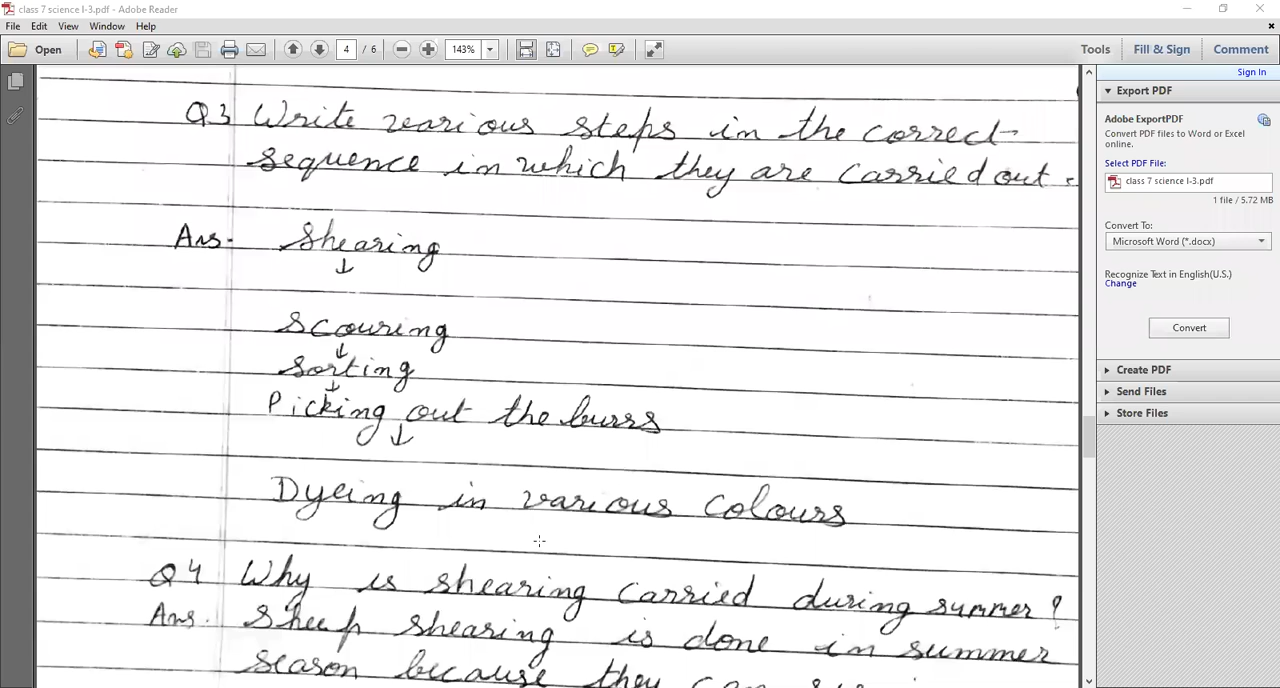 class 7 science I-3.pdf - Adobe Reader
File Edit View Window Help
Open 4 / 6 143% Tools Fill & Sign Comment
Sign In
Q3 Write various steps in the correct
sequence in which they are carried out.
Ans. Shearing
↓
Scouring
↓
Sorting
↓
Picking out the burrs
↓
Dyeing in various colours
Q4 Why is shearing carried during summer?
Ans. Sheep shearing is done in summer
season because they can
Export PDF
Adobe ExportPDF
Convert PDF files to Word or Excel
online.
Select PDF File:
class 7 science I-3.pdf
1 file / 5.72 MB
Convert To:
Microsoft Word (*.docx)
Recognize Text in English(U.S.)
Change
Convert
Create PDF
Send Files
Store Files